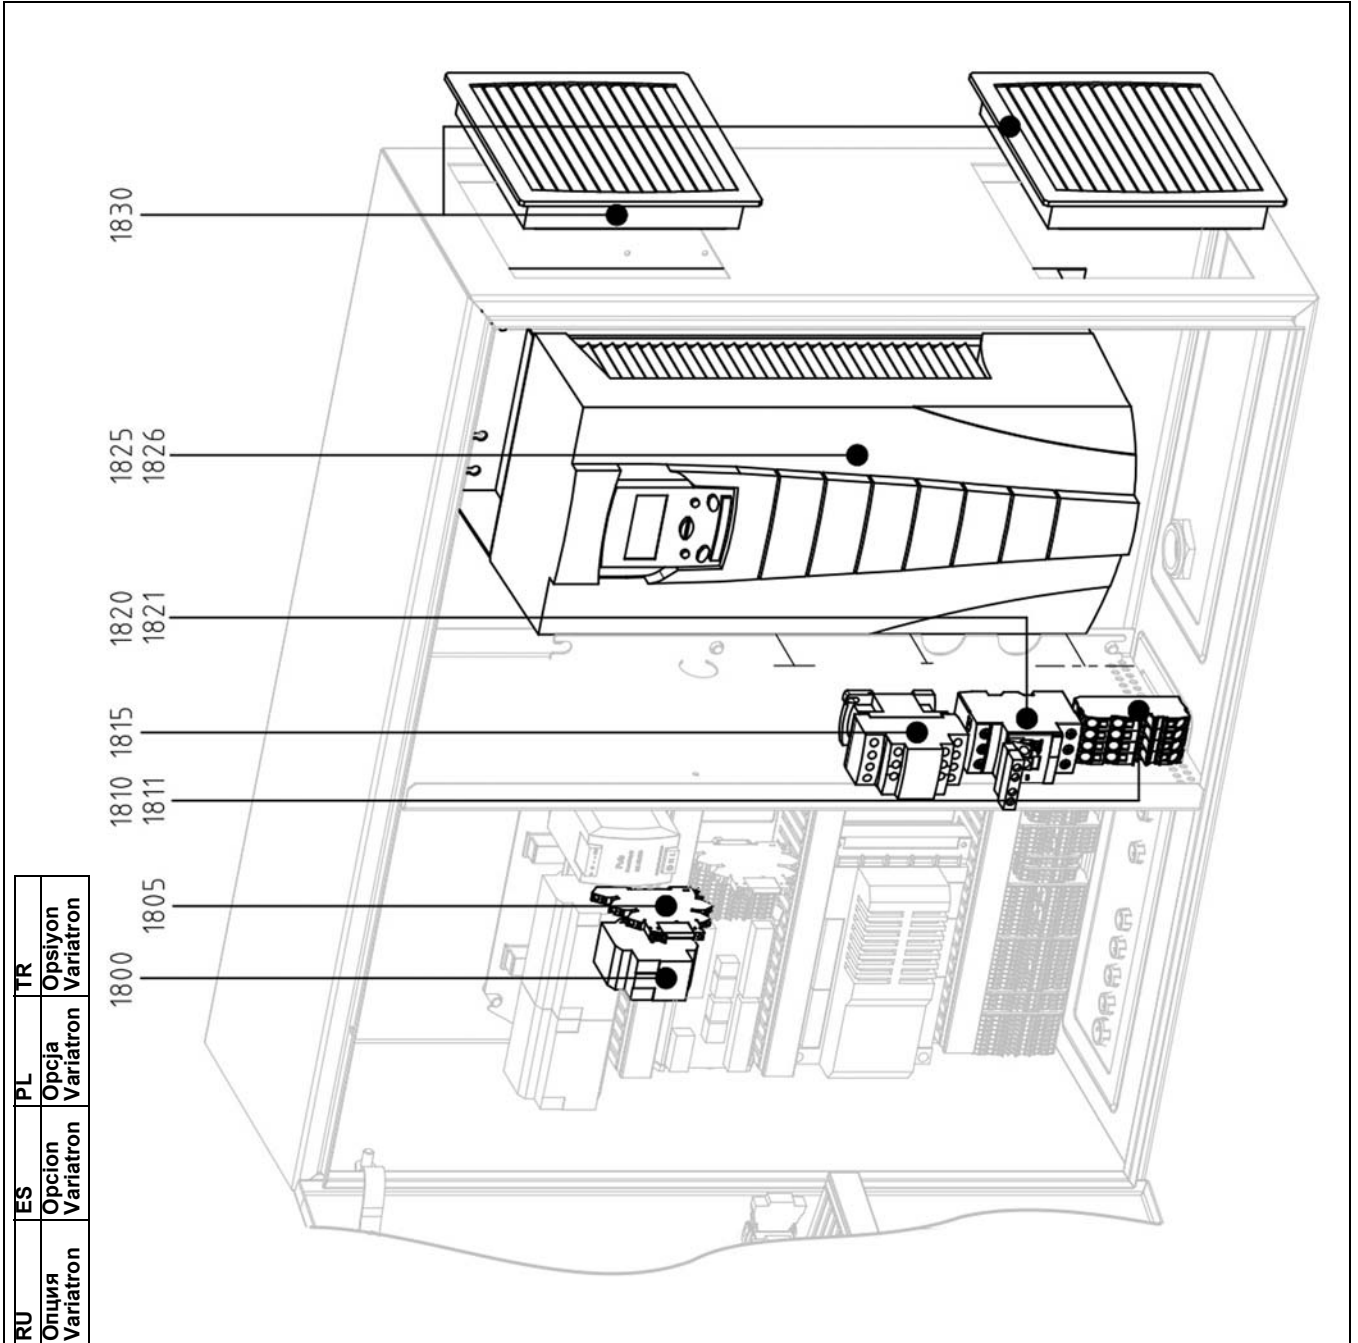 RU
Опция
Variatron
ES
Opcion
Variatron
PL
Opcja
Variatron
TR
Opsiyon
Variatron
1800
1805
1810
1811
1815
1820
1821
1825
1826
1830